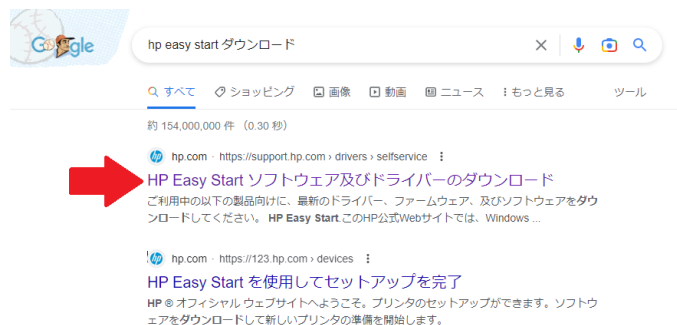 Google
hp easy start ダウンロード
すべて ショッピング 画像 動画 ニュース もっと見る ツール
約 154,000,000 件 （0.30 秒）
hp hp.com · https://support.hp.com › drivers › selfservice
HP Easy Start ソフトウェア及びドライバーのダウンロード
ご利用中の以下の製品向けに、最新のドライバー、ファームウェア、及びソフトウェアをダウ
ンロードしてください。 HP Easy Start.このHP公式Webサイトでは、Windows ...
hp hp.com · https://123.hp.com › devices
HP Easy Start を使用してセットアップを完了
HP ® オフィシャル ウェブサイトへようこそ。プリンタのセットアップができます。ソフトウ
ェアをダウンロードして新しいプリンタの準備を開始します。